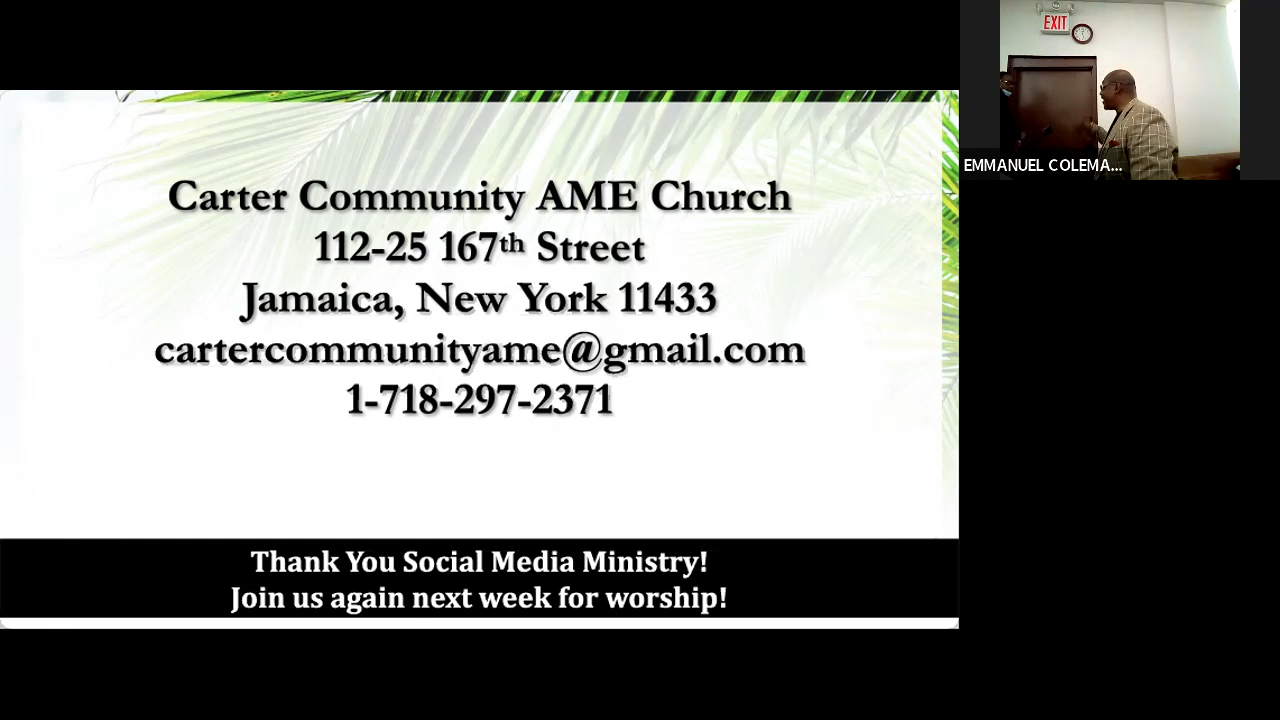 Carter Community AME Church
112-25 167th Street
Jamaica, New York 11433
cartercommunityame@gmail.com
1-718-297-2371
Thank You Social Media Ministry!
Join us again next week for worship!
EXIT
EMMANUEL COLEMA...